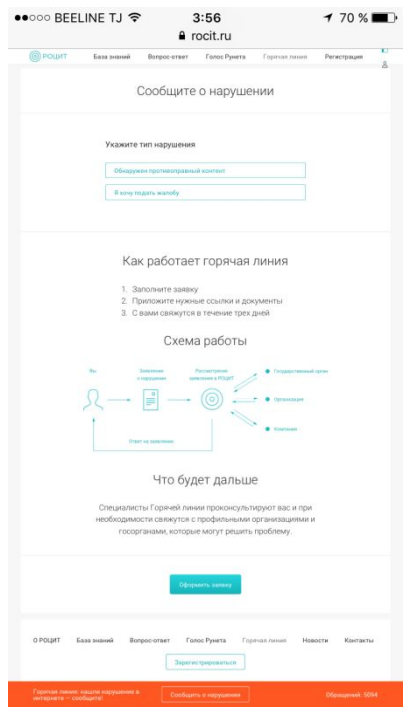 BEELINE TJ 3:56 70 %
rocit.ru
РОЦИТ База знаний Вопрос-ответ Голос Рунета Горячая линия Регистрация
Сообщите о нарушении
Укажите тип нарушения
Обнаружен противоправный контент
Я хочу подать жалобу
Как работает горячая линия
1. Заполните заявку
2. Приложите нужные ссылки и документы
3. С вами свяжутся в течение трех дней
Схема работы
Вы Заявление Рассмотрение Государственный орган
о нарушении заявления в РОЦИТ
Организация
Компания
Ответ на заявление
Что будет дальше
Специалисты Горячей линии проконсультируют вас и при
необходимости свяжутся с профильными организациями и
госорганами, которые могут решить проблему.
Оформить заявку
О РОЦИТ База знаний Вопрос-ответ Голос Рунета Горячая линия Новости Контакты
Зарегистрироваться
Горячая линия: нашли нарушение в
интернете — сообщите! Сообщить о нарушении Обращений: 5094